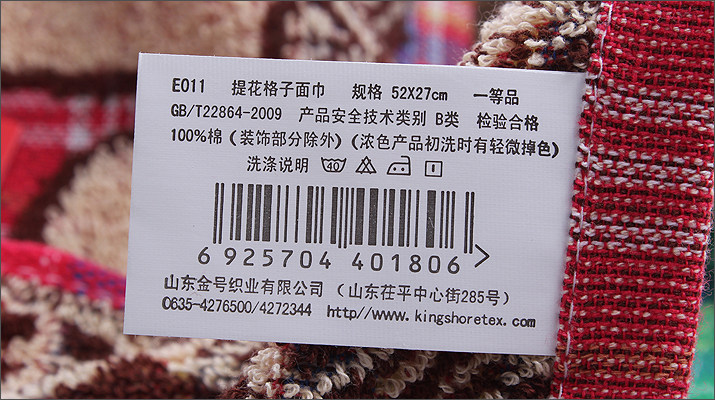 E011 提花格子面巾 规格 52X27cm 一等品
GB/T22864-2009 产品安全技术类别 B类 检验合格
100%棉（装饰部分除外）(浓色产品初洗时有轻微掉色)
洗涤说明 40
6 925704 401806 >
山东金号织业有限公司 （山东茌平中心街285号）
0635-4276500/4272344 http//www.kingshoretex.com